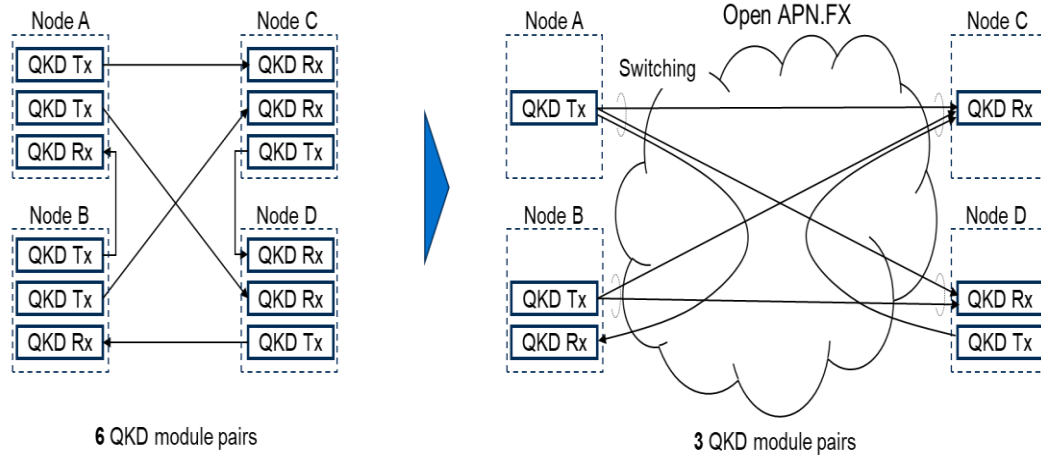 Node A
QKD Tx
QKD Tx
QKD Rx
Node B
QKD Tx
QKD Tx
QKD Rx
Node C
QKD Rx
QKD Rx
QKD Tx
Node D
QKD Rx
QKD Rx
QKD Tx
6 QKD module pairs
Open APN.FX
Switching
Node A
QKD Tx
Node B
QKD Tx
QKD Rx
Node C
QKD Rx
Node D
QKD Rx
QKD Tx
3 QKD module pairs